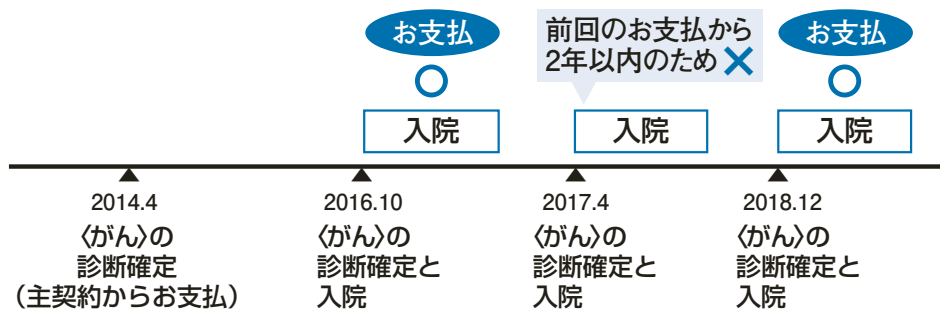 お支払
前回のお支払から
2年以内のため ×
お支払
入院
入院
入院
2014.4
〈がん〉の
診断確定
（主契約からお支払）
2016.10
〈がん〉の
診断確定と
入院
2017.4
〈がん〉の
診断確定と
入院
2018.12
〈がん〉の
診断確定と
入院